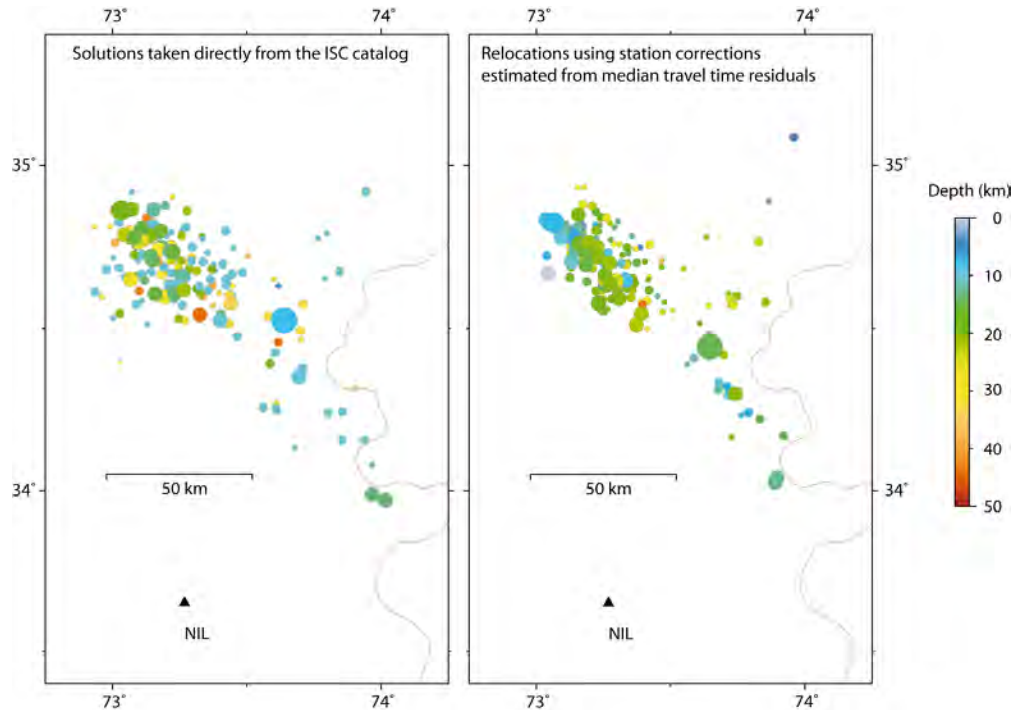 73˚
74˚
73˚
74˚
Solutions taken directly from the ISC catalog
Relocations using station corrections
estimated from median travel time residuals
35˚
35˚
Depth (km)
0
10
20
30
40
50
50 km
50 km
34˚
34˚
NIL
NIL
73˚
74˚
73˚
74˚